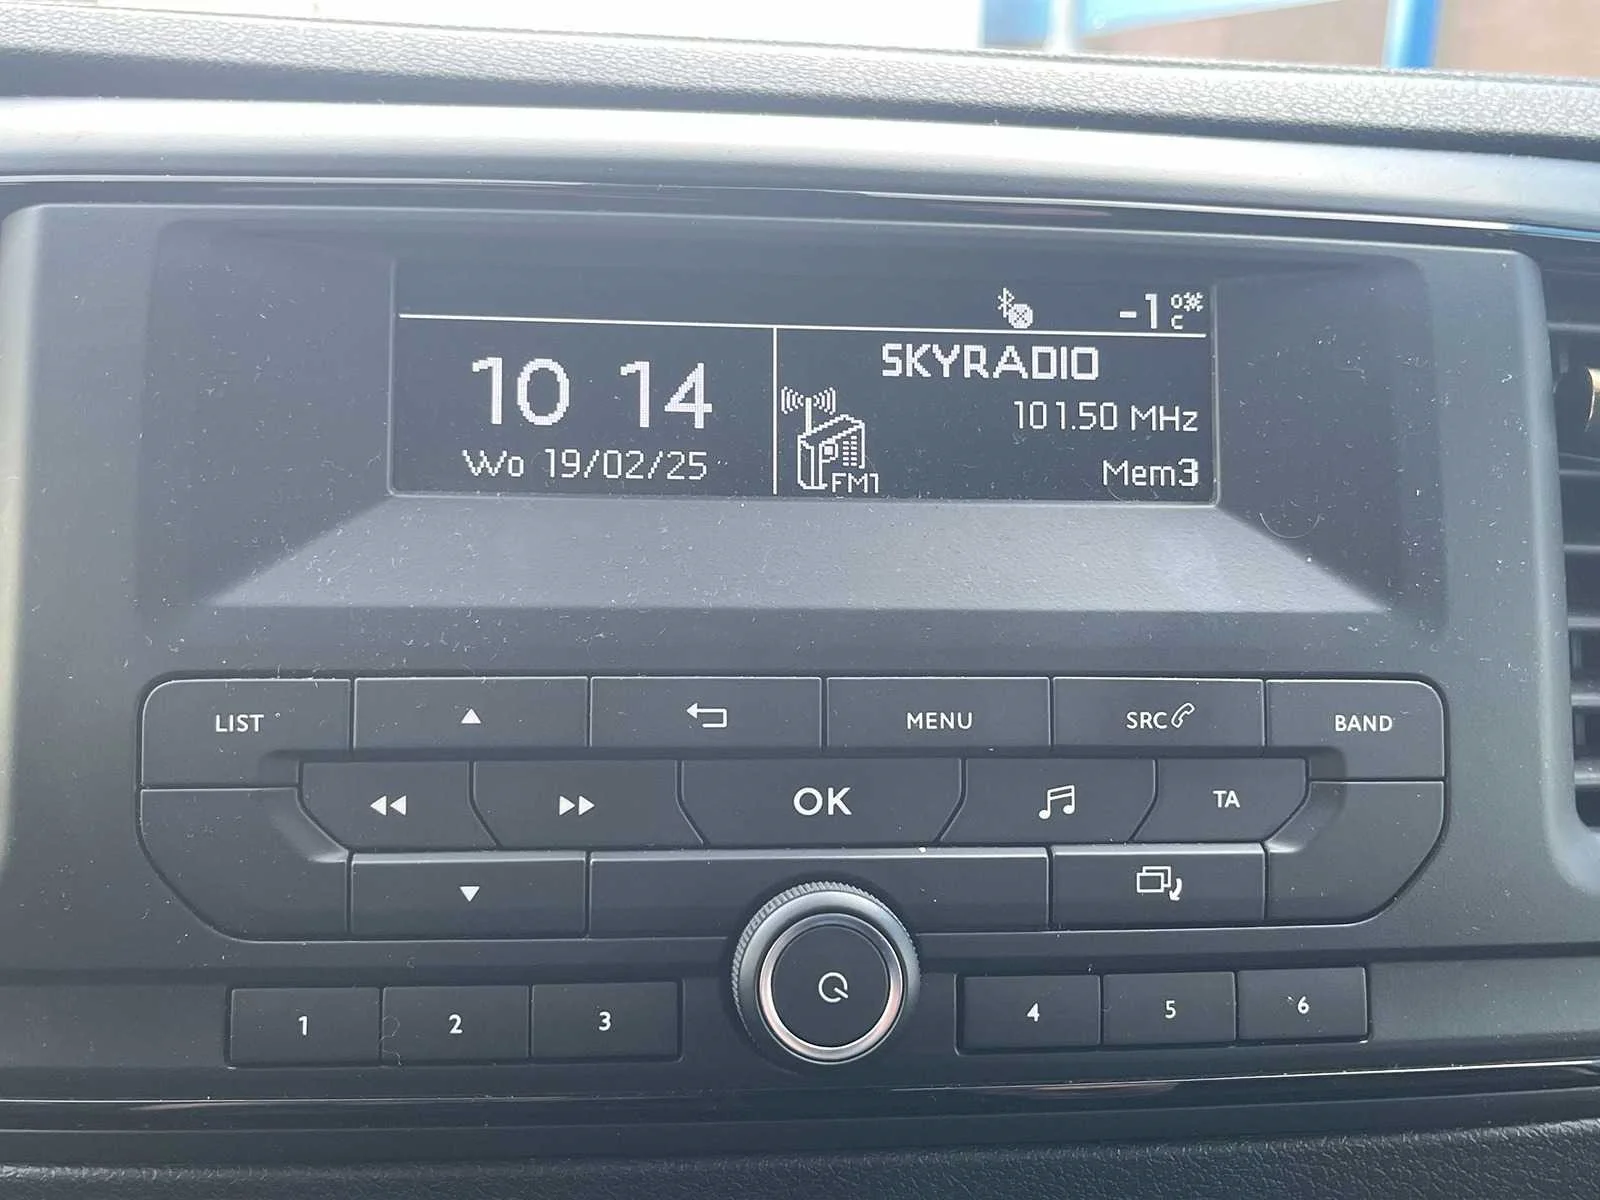 -1 °C
10 14
Wo 19/02/25
SKYRADIO
101.50 MHz
FM1
Mem3
LIST
MENU
SRC
BAND
OK
TA
1
2
3
4
5
6